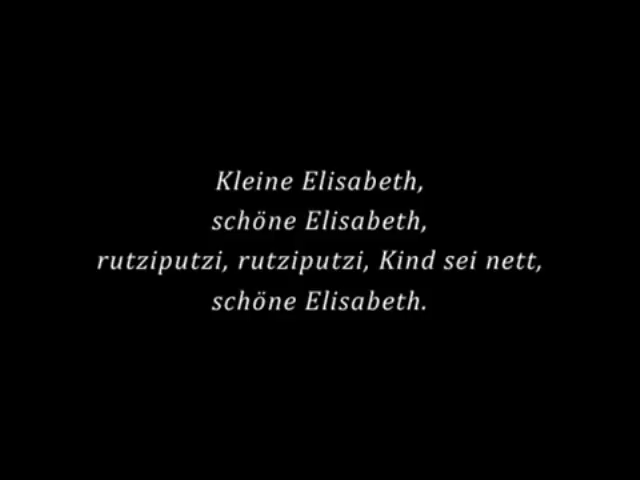 Kleine Elisabeth,
schöne Elisabeth,
rutziputzi, rutziputzi, Kind sei nett,
schöne Elisabeth.